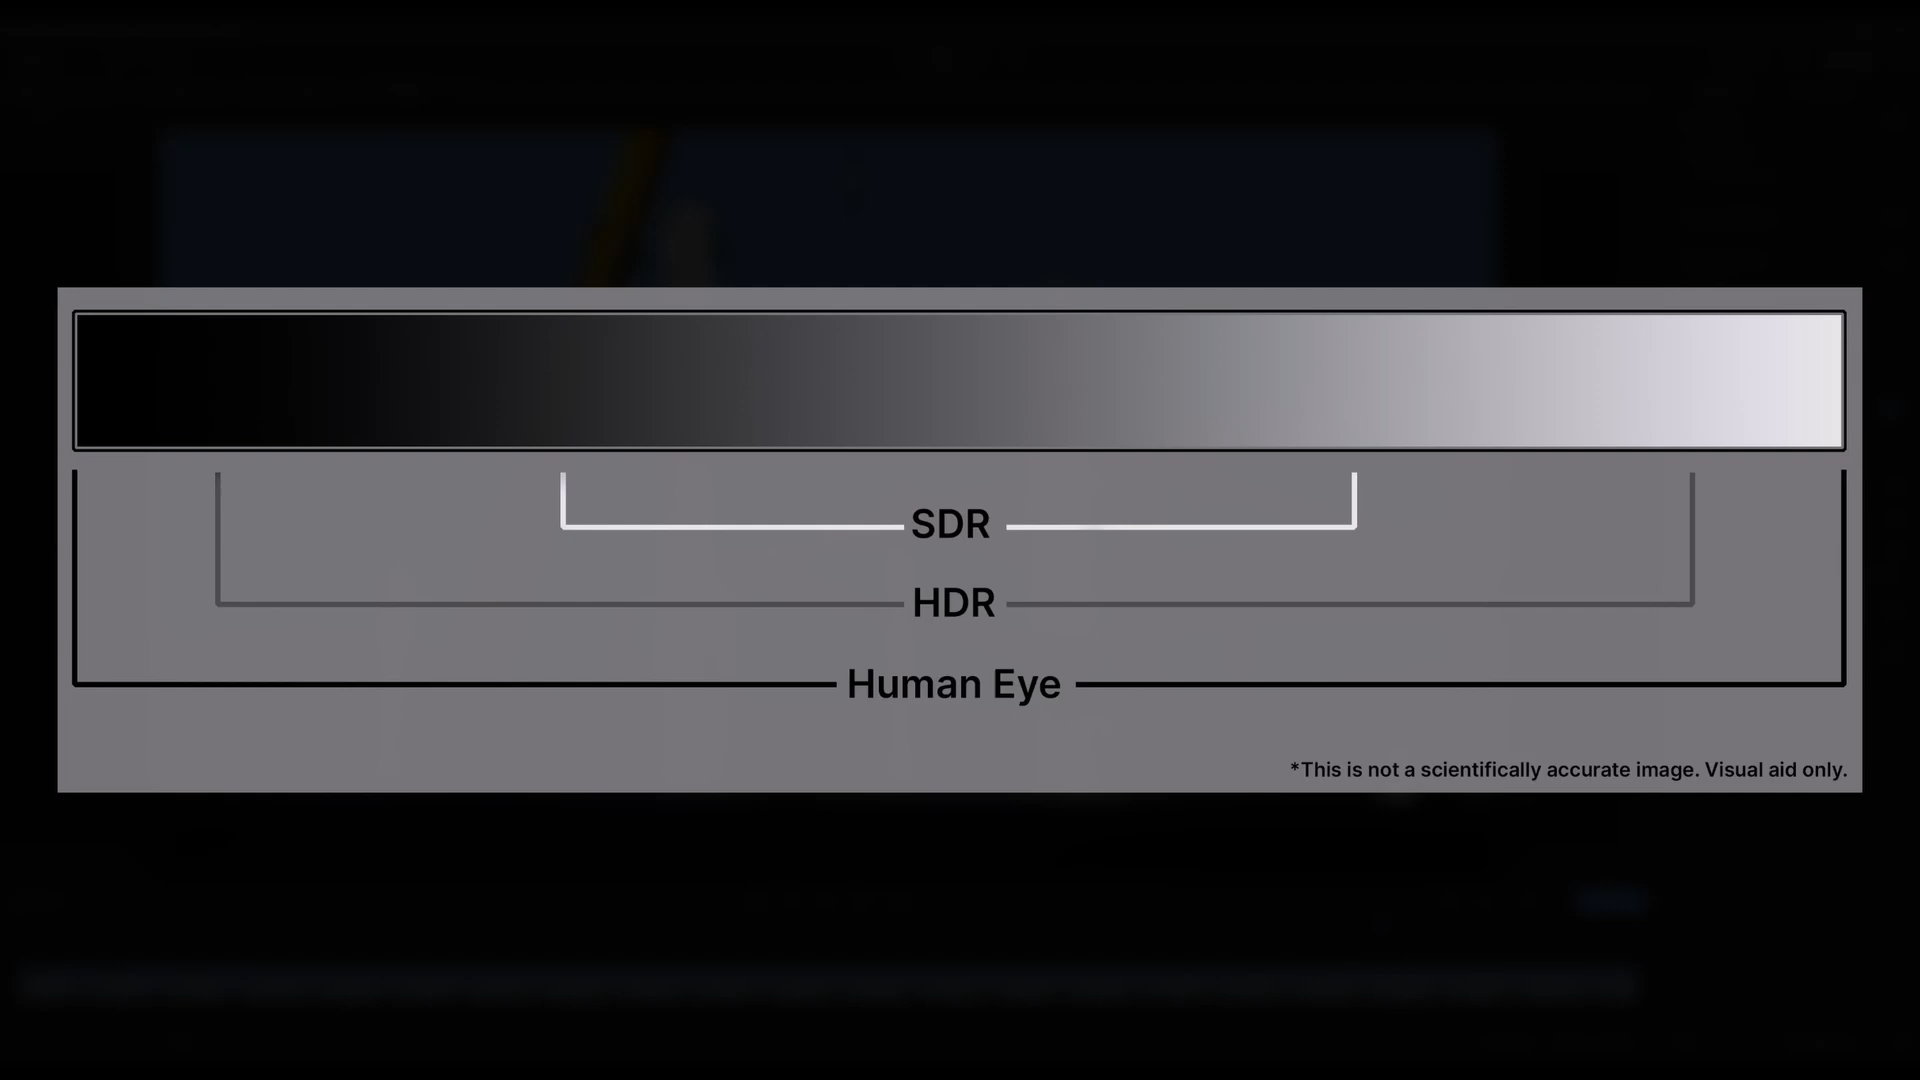 SDR
HDR
Human Eye
*This is not a scientifically accurate image. Visual aid only.